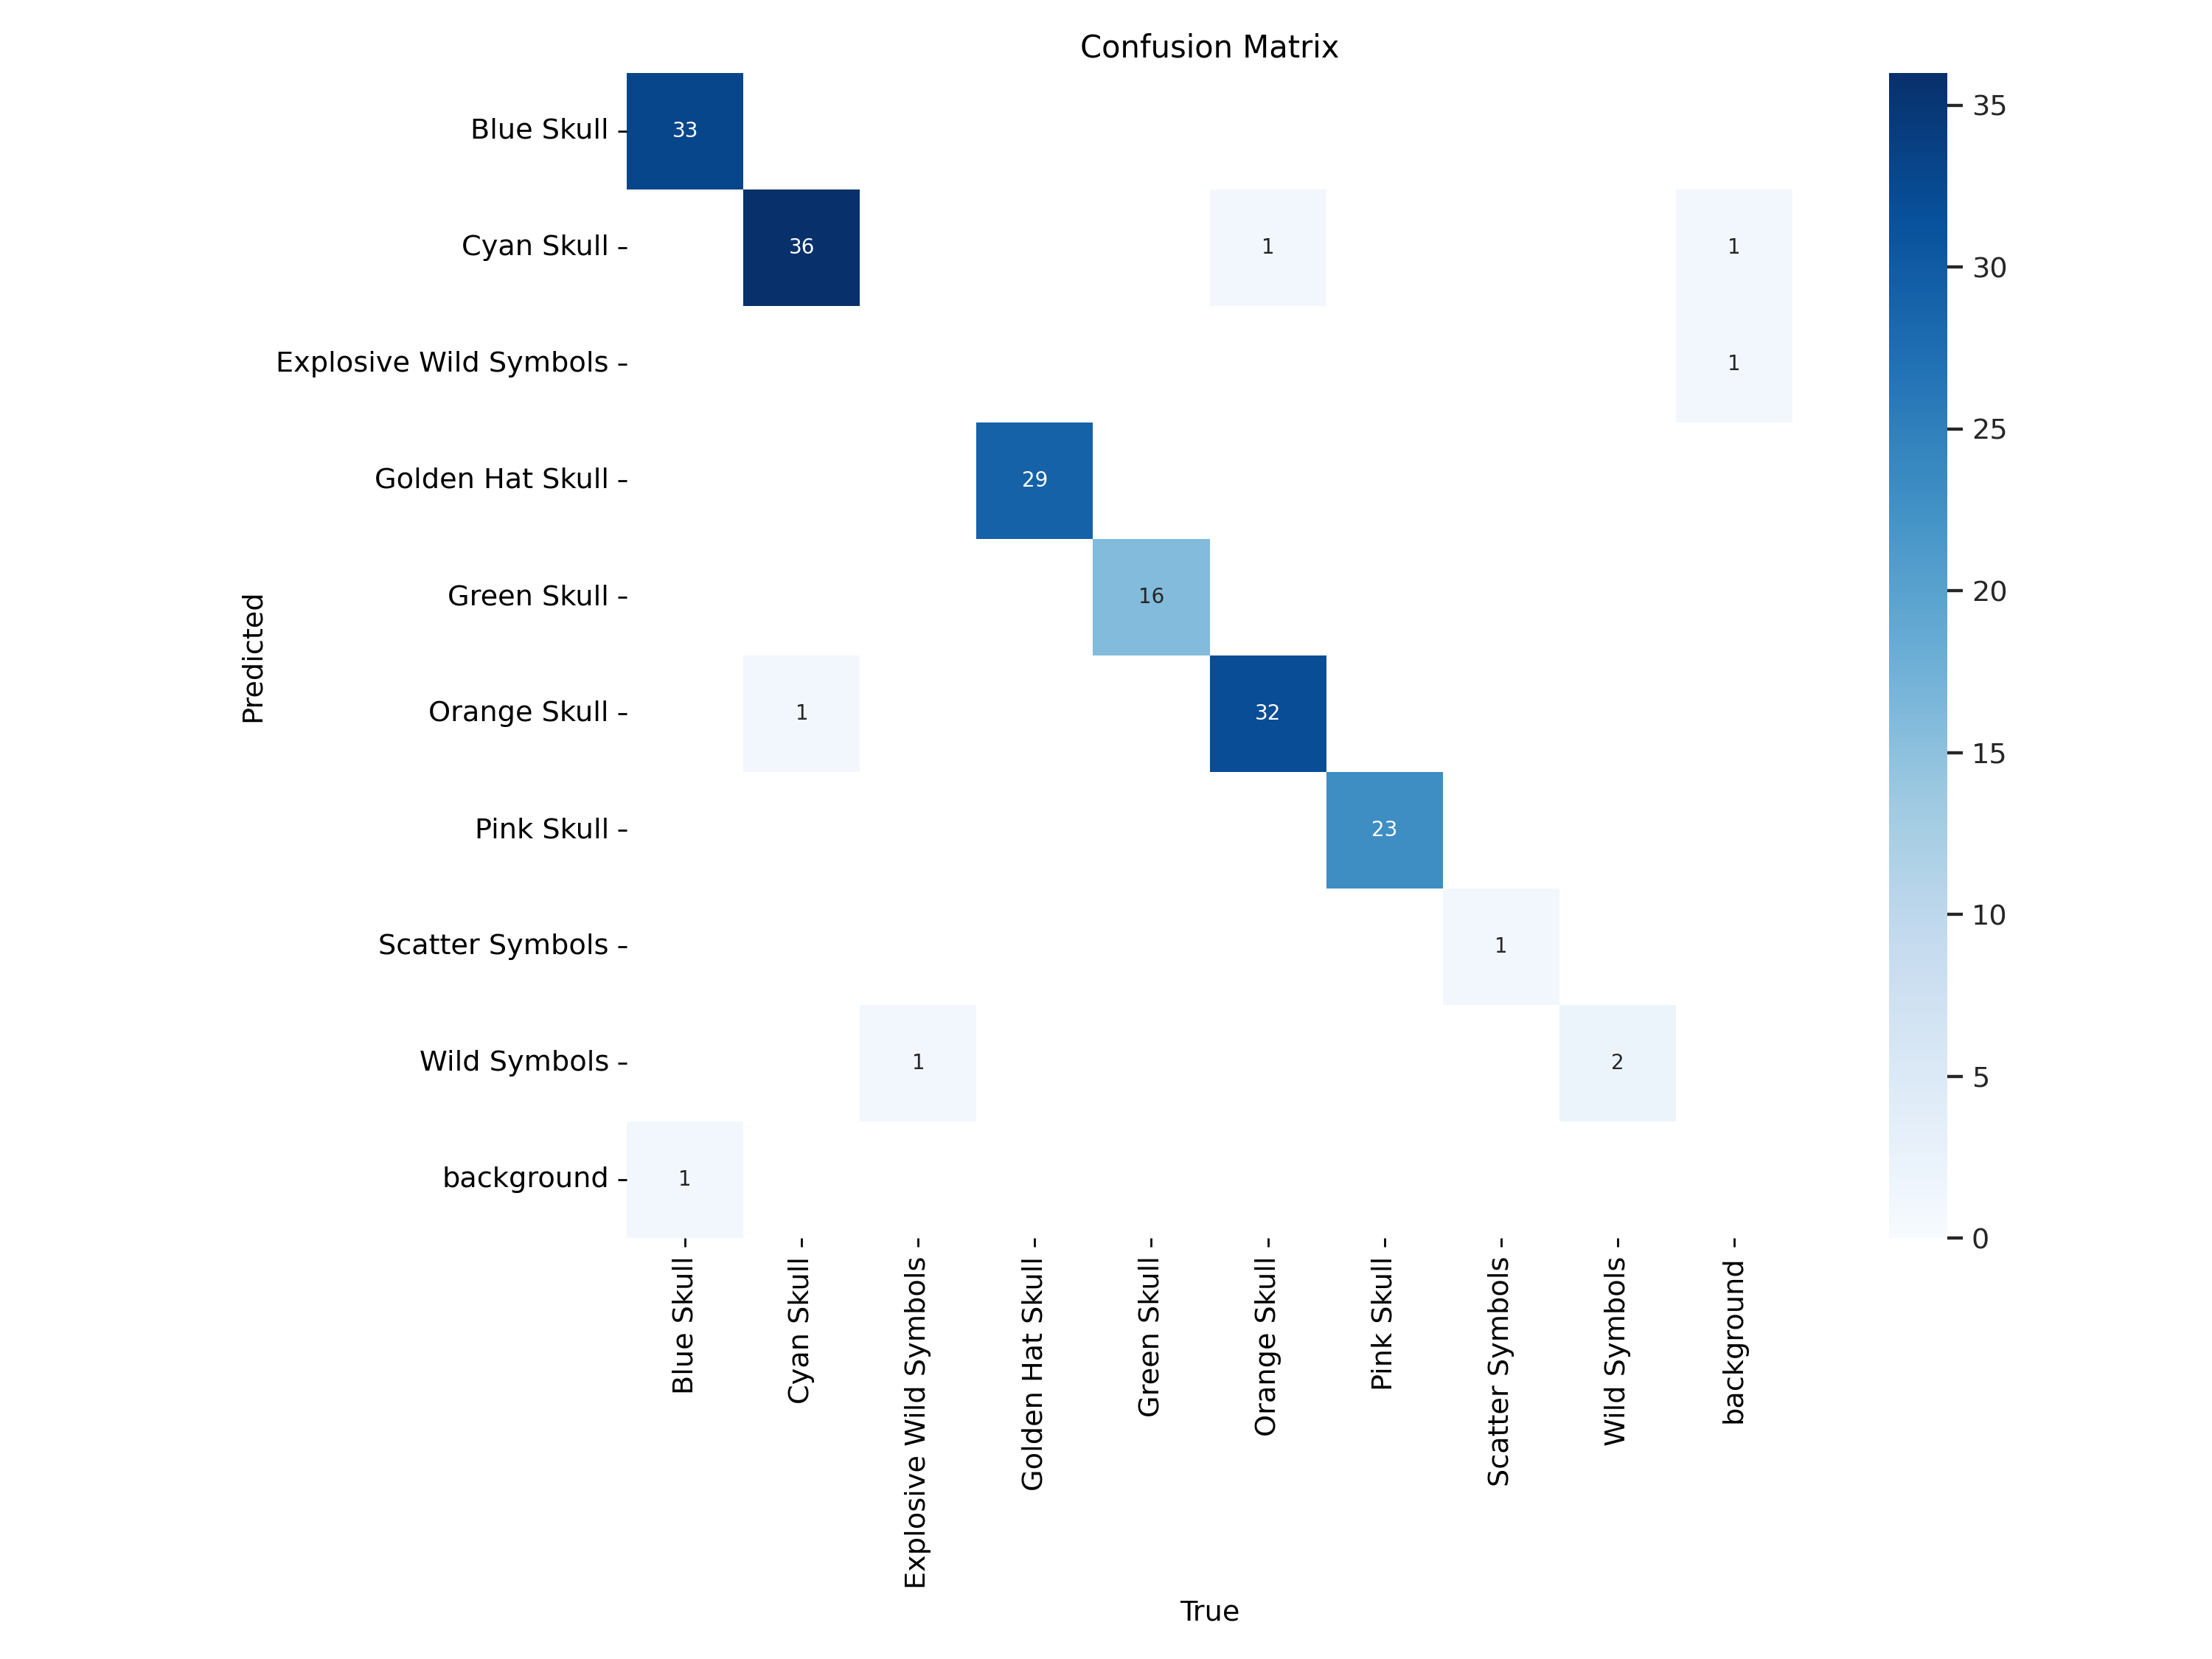 Confusion Matrix
Blue Skull
33
Cyan Skull
36
1
1
Explosive Wild Symbols
1
Golden Hat Skull
29
Green Skull
16
Orange Skull
1
32
Pink Skull
23
Scatter Symbols
1
Wild Symbols
1
2
background
1
Predicted
Blue Skull
Cyan Skull
Explosive Wild Symbols
Golden Hat Skull
Green Skull
Orange Skull
Pink Skull
Scatter Symbols
Wild Symbols
background
True
35
30
25
20
15
10
5
0